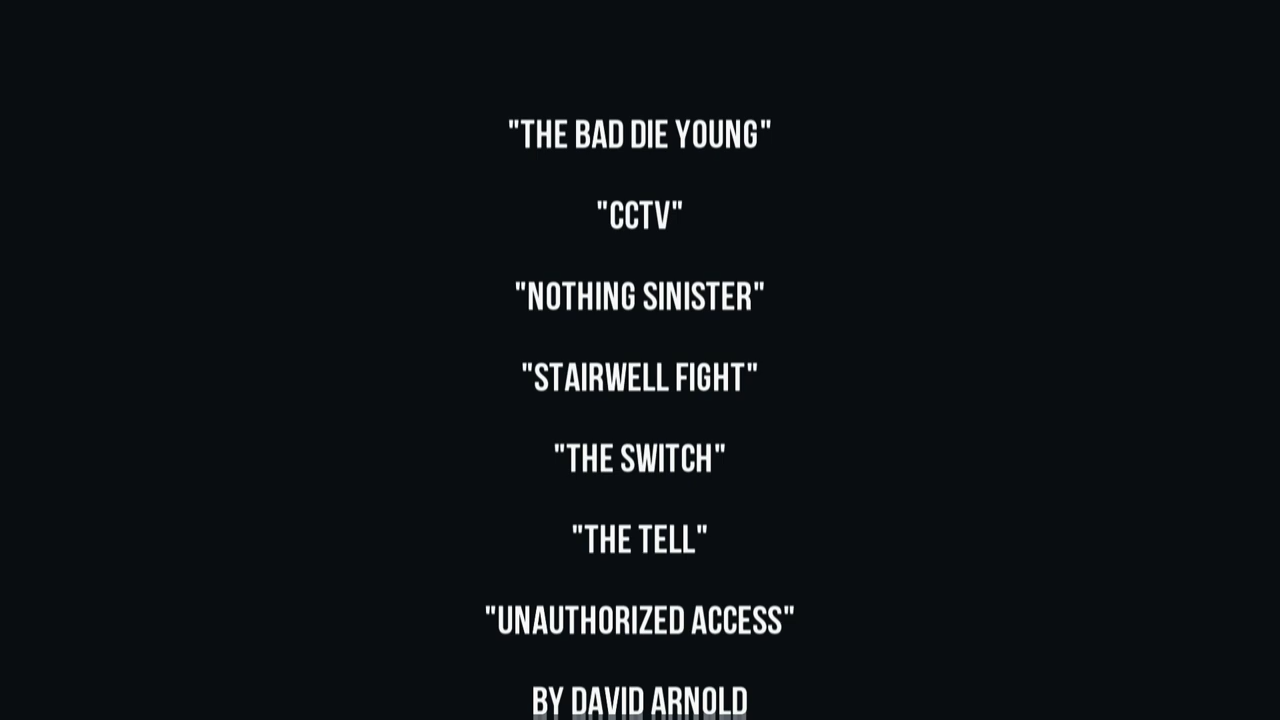 "THE BAD DIE YOUNG"
"CCTV"
"NOTHING SINISTER"
"STAIRWELL FIGHT"
"THE SWITCH"
"THE TELL"
"UNAUTHORIZED ACCESS"
BY DAVID ARNOLD